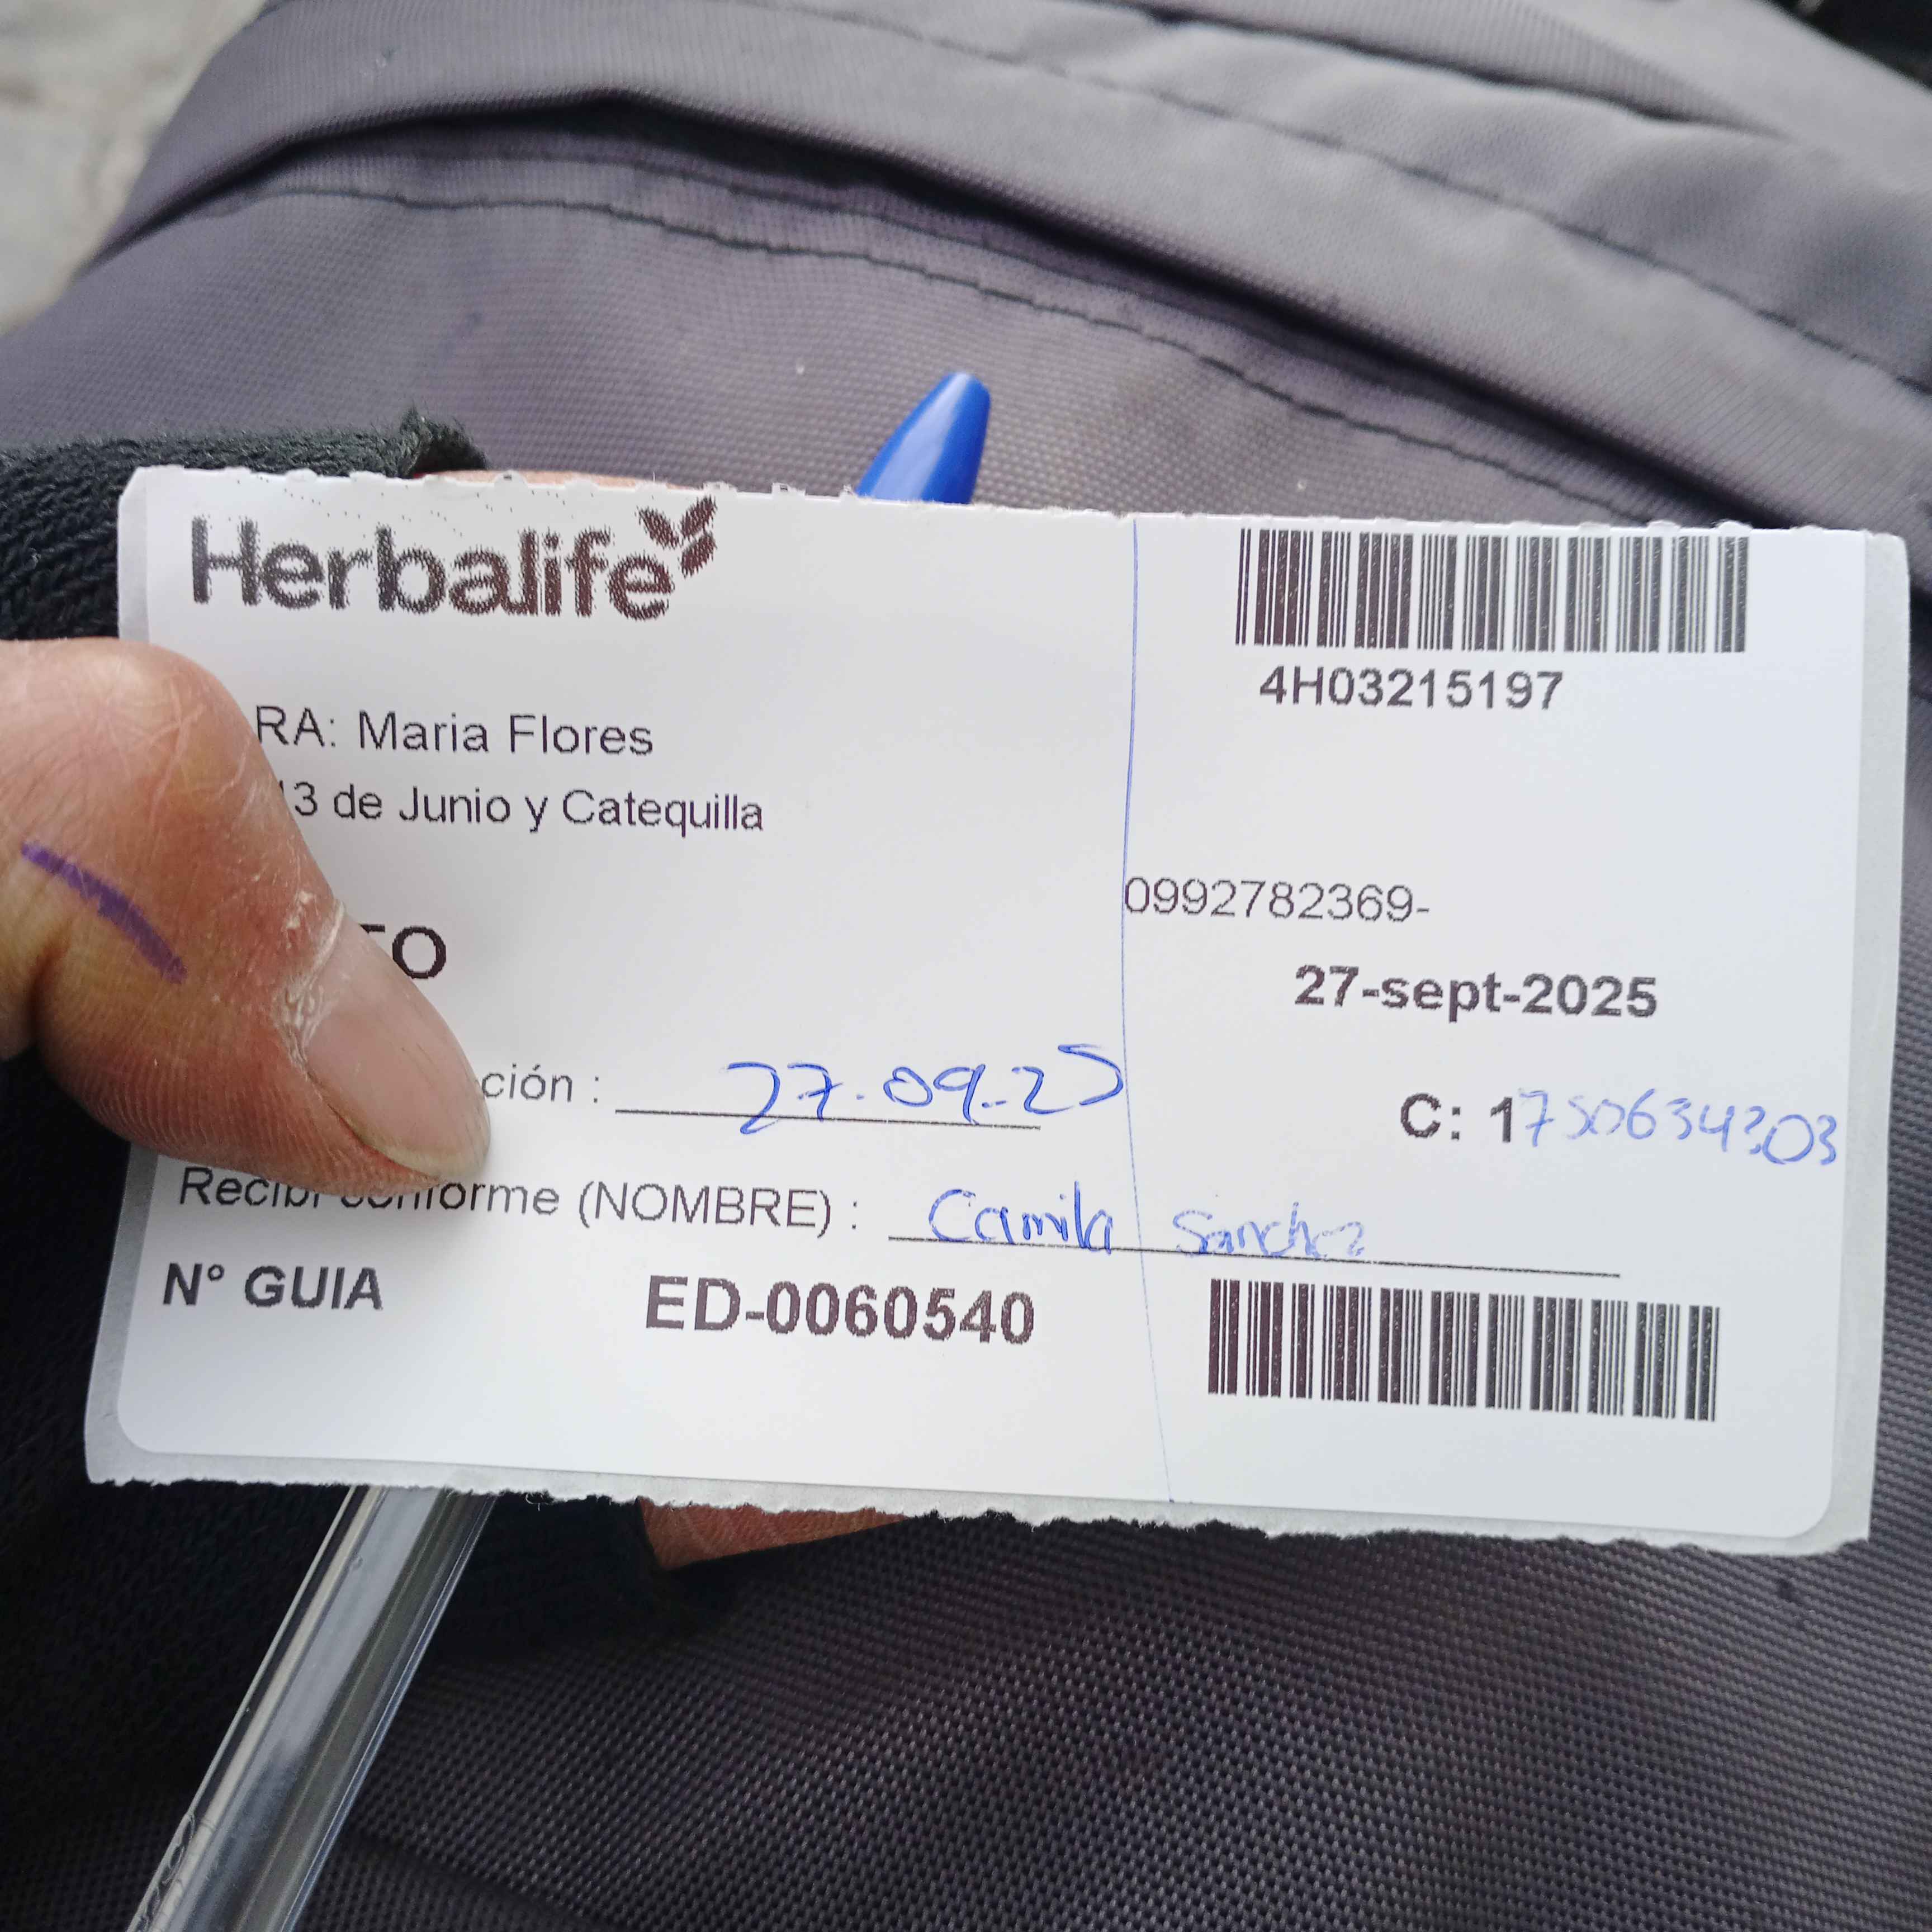 Herbalife
4H03215197
RA: Maria Flores
13 de Junio y Catequilla
0992782369-
TO
27-sept-2025
ción : 27.09.25
C: 1750634303
Recibi conforme (NOMBRE) : Camila Sanchez
N° GUIA ED-0060540